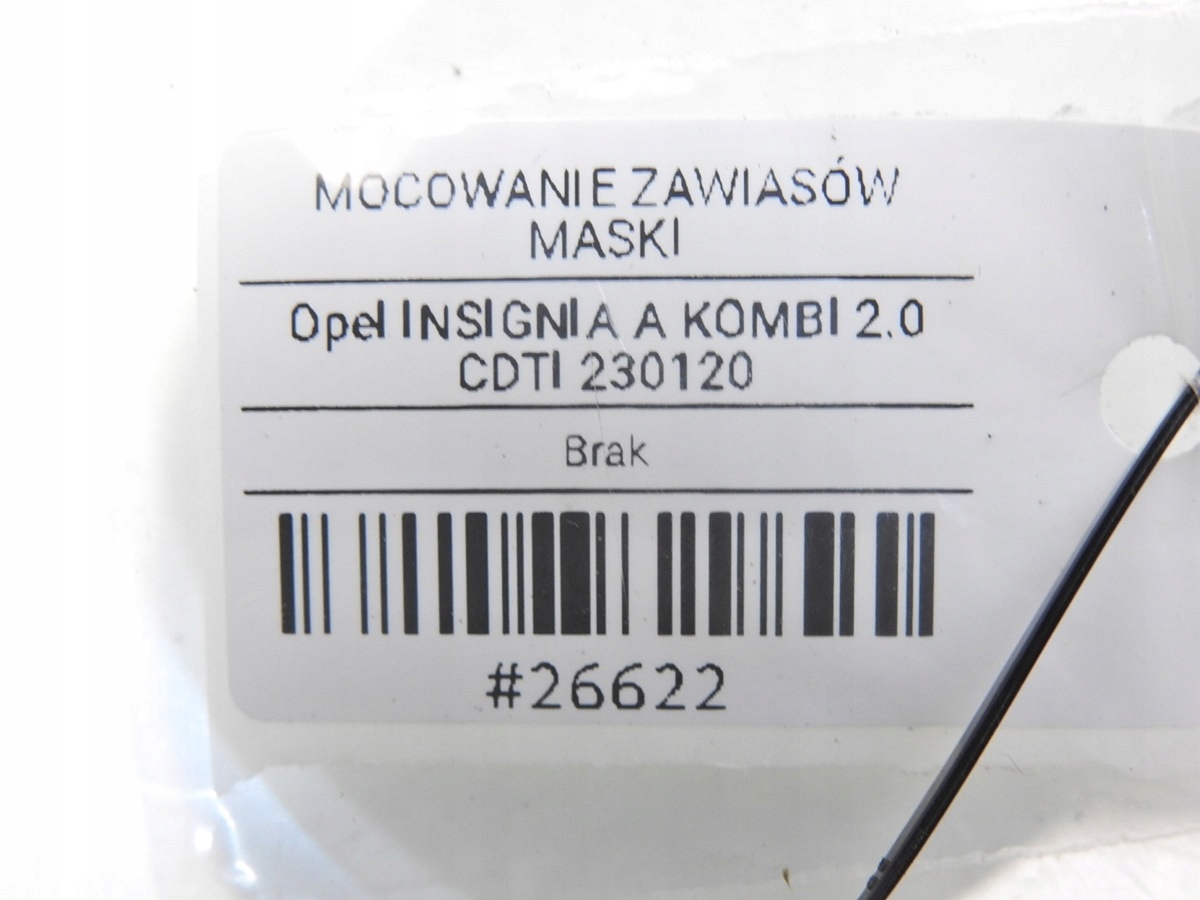 MOCOWANIE ZAWIASÓW
MASKI
Opel INSIGNIA A KOMBI 2.0
CDTI 230120
Brak
#26622